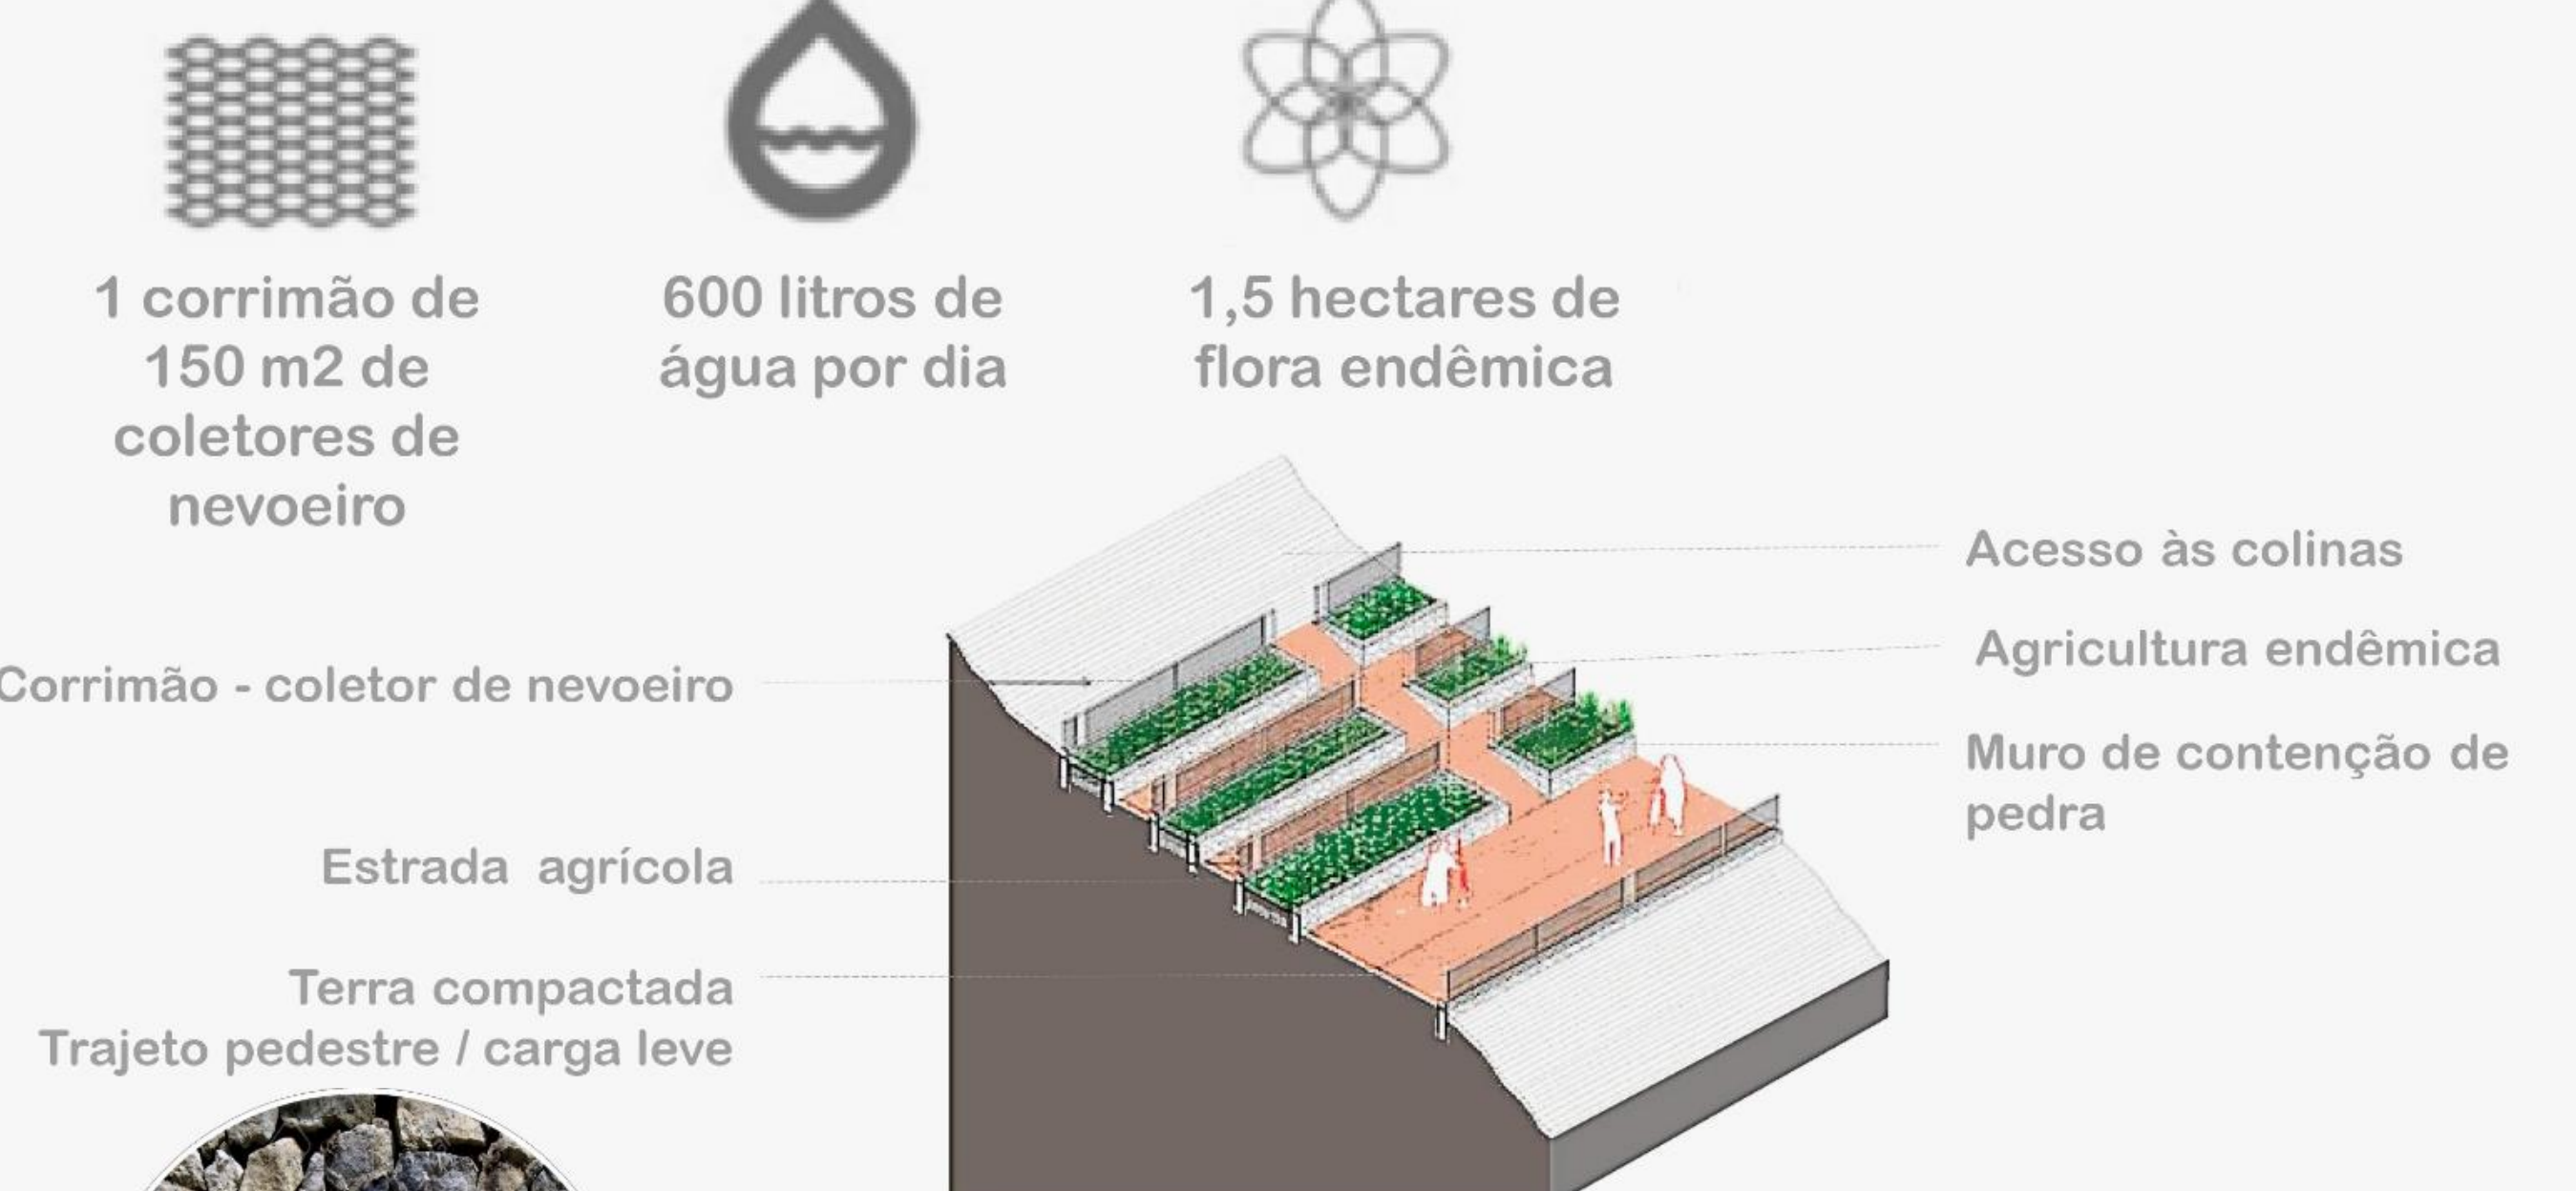 1 corrimão de
150 m2 de
coletores de
nevoeiro
600 litros de
água por dia
1,5 hectares de
flora endêmica
Acesso às colinas
Agricultura endêmica
Muro de contenção de
pedra
Corrimão - coletor de nevoeiro
Estrada agrícola
Terra compactada
Trajeto pedestre / carga leve